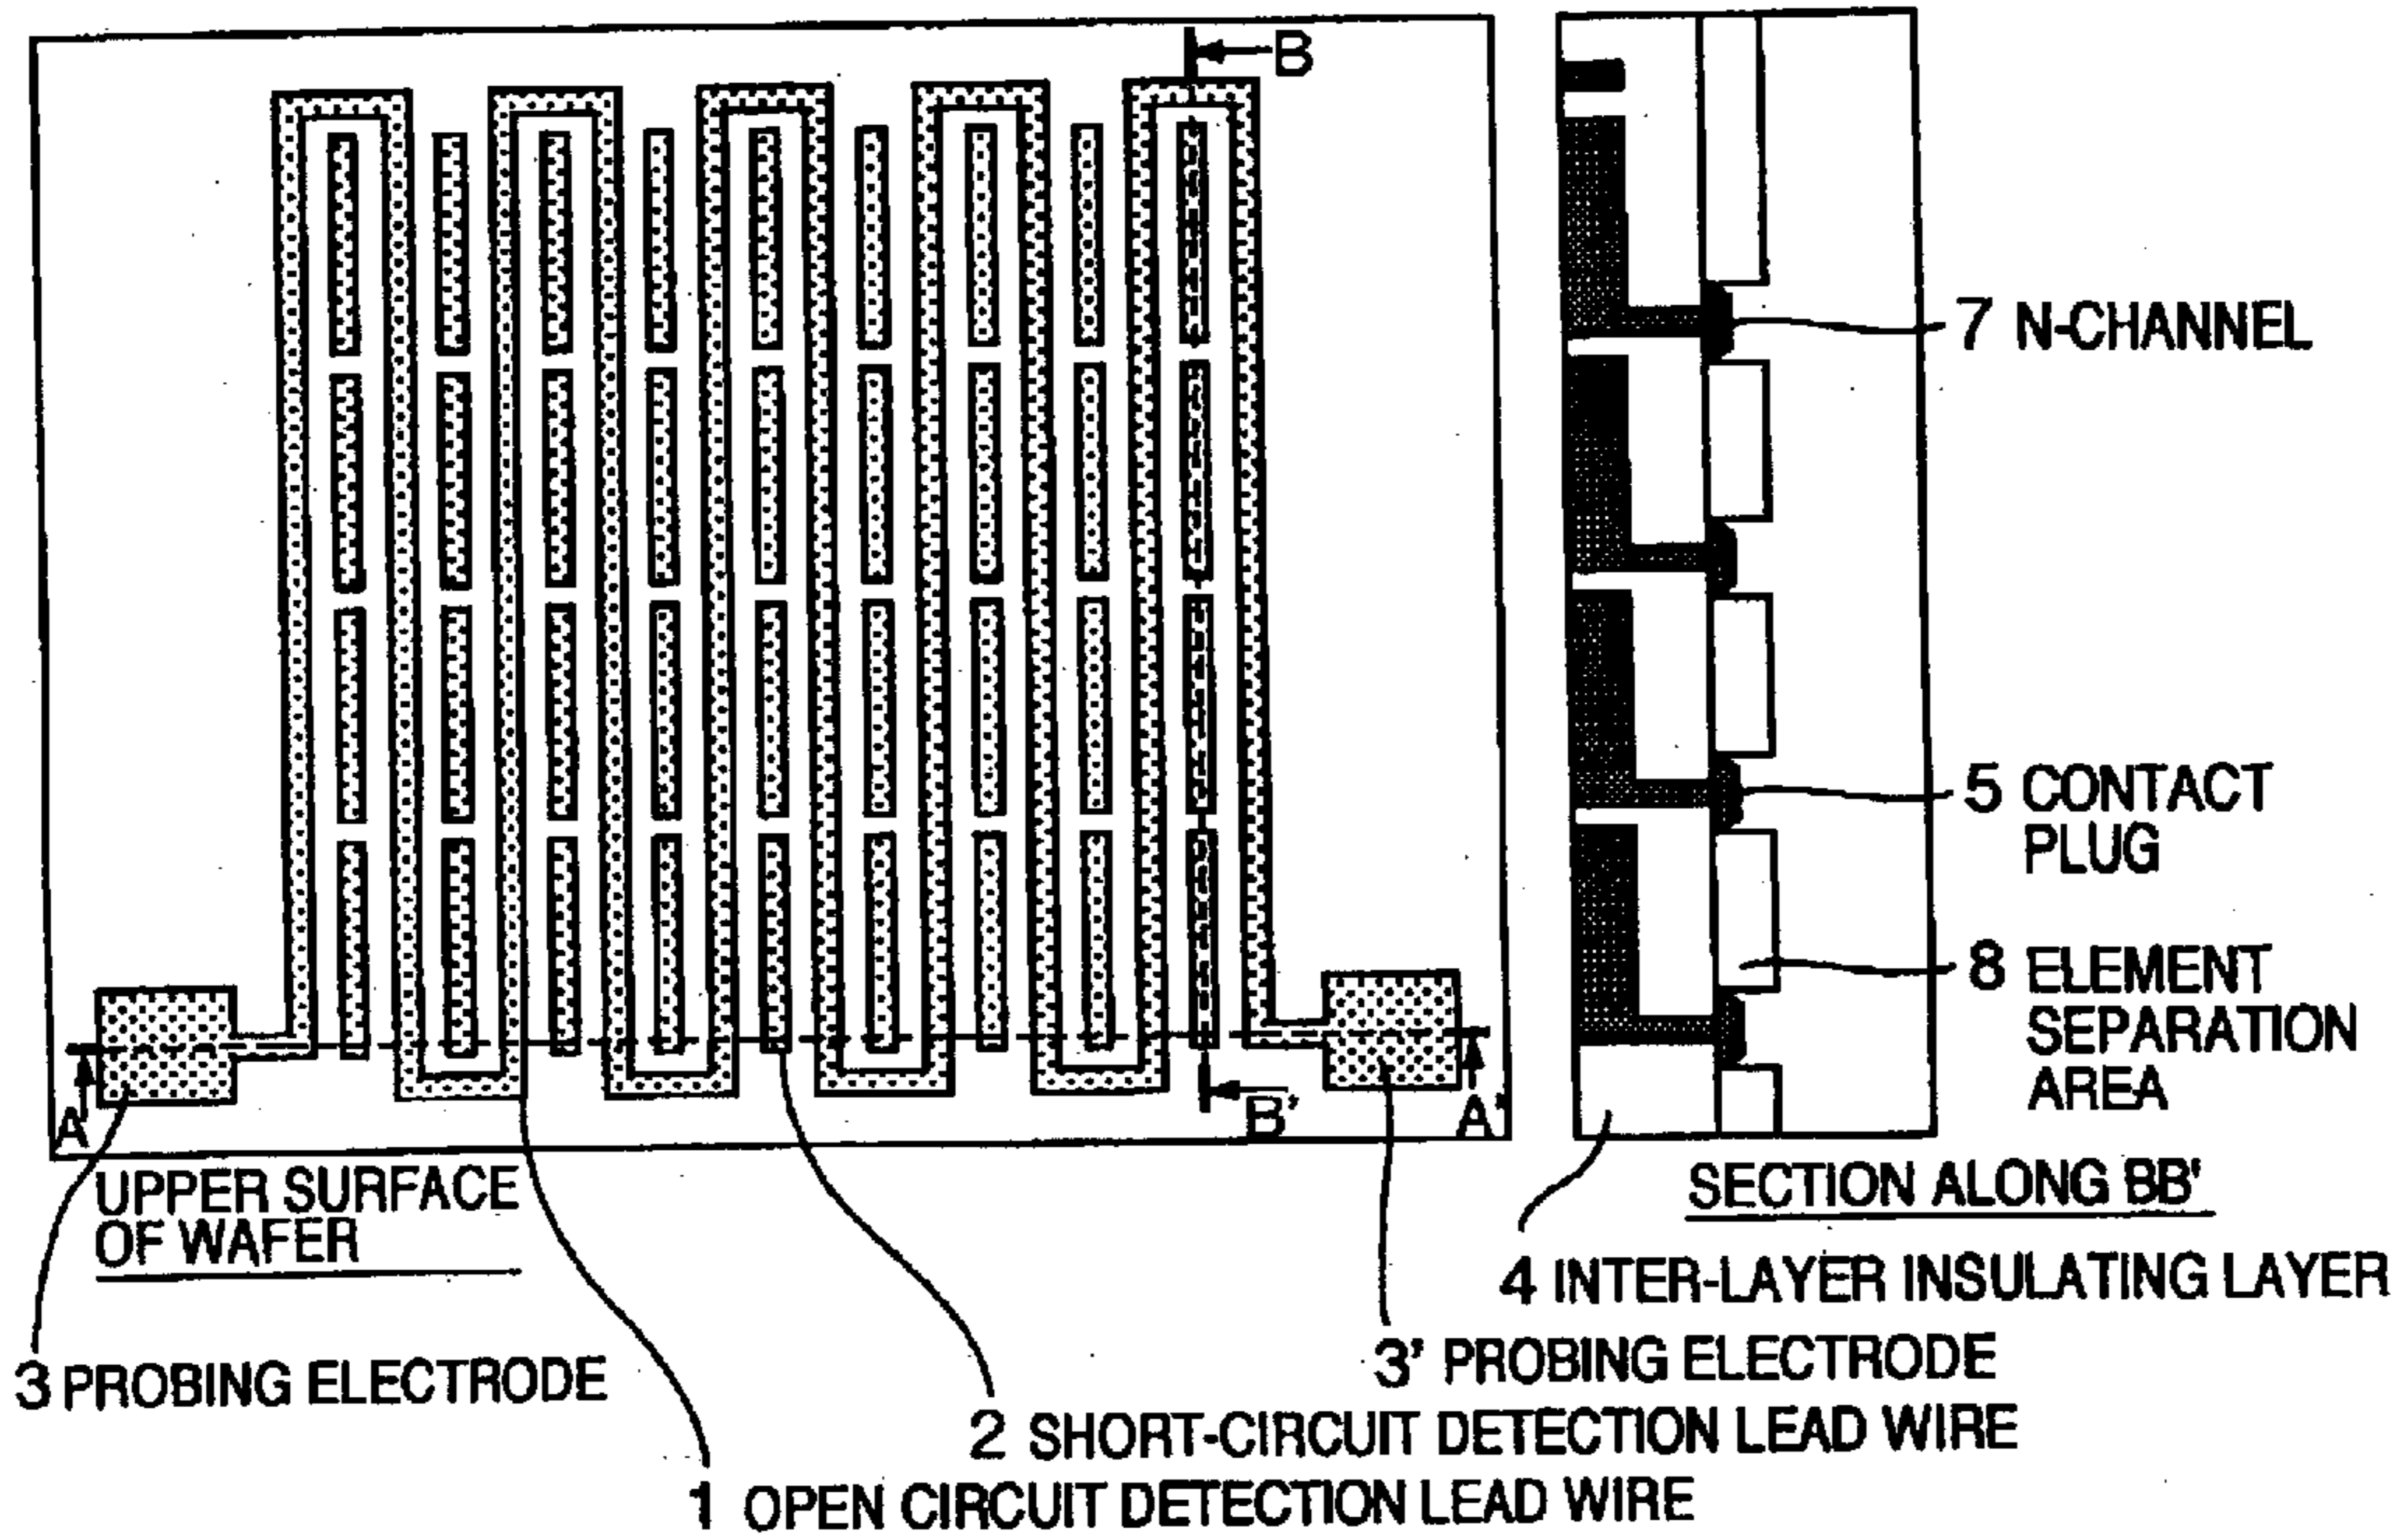 B
7 N-CHANNEL
5 CONTACT
PLUG
8 ELEMENT
SEPARATION
AREA
A
B'
A'
UPPER SURFACE
OF WAFER
SECTION ALONG BB'
4 INTER-LAYER INSULATING LAYER
3 PROBING ELECTRODE
3' PROBING ELECTRODE
2 SHORT-CIRCUIT DETECTION LEAD WIRE
1 OPEN CIRCUIT DETECTION LEAD WIRE